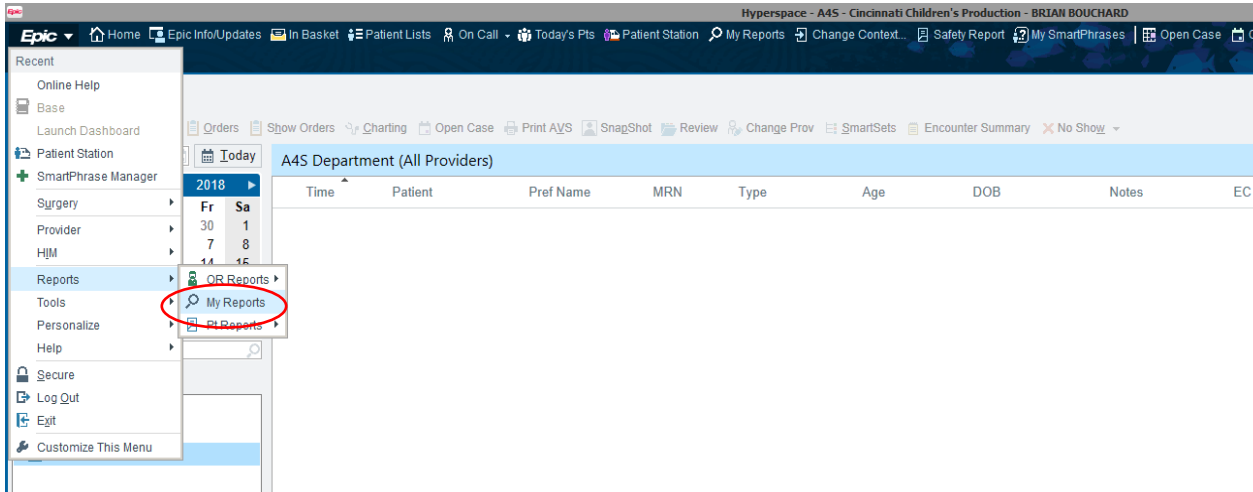 Epic
Hyperspace - A4S - Cincinnati Children's Production - BRIAN BOUCHARD
Epic Home Epic Info/Updates In Basket Patient Lists On Call Today's Pts Patient Station My Reports Change Context... Safety Report My SmartPhrases Open Case
Recent
Online Help
Base
Launch Dashboard
Patient Station
SmartPhrase Manager
Surgery
Provider
HIM
Reports
Tools
Personalize
Help
Secure
Log Out
Exit
Customize This Menu
OR Reports
My Reports
Pt Reports
Orders Show Orders Charting Open Case Print AVS SnapShot Review Change Prov SmartSets Encounter Summary No Show
Today
A4S Department (All Providers)
2018
Time Patient Pref Name MRN Type Age DOB Notes EC
Fr Sa
30 1
7 8
14 15